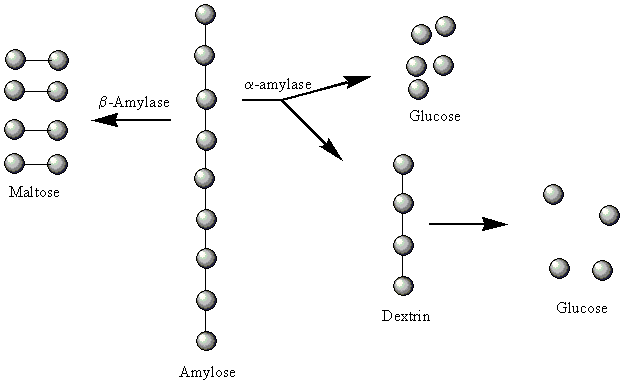 β-Amylase
Maltose
Amylose
α-amylase
Glucose
Dextrin
Glucose